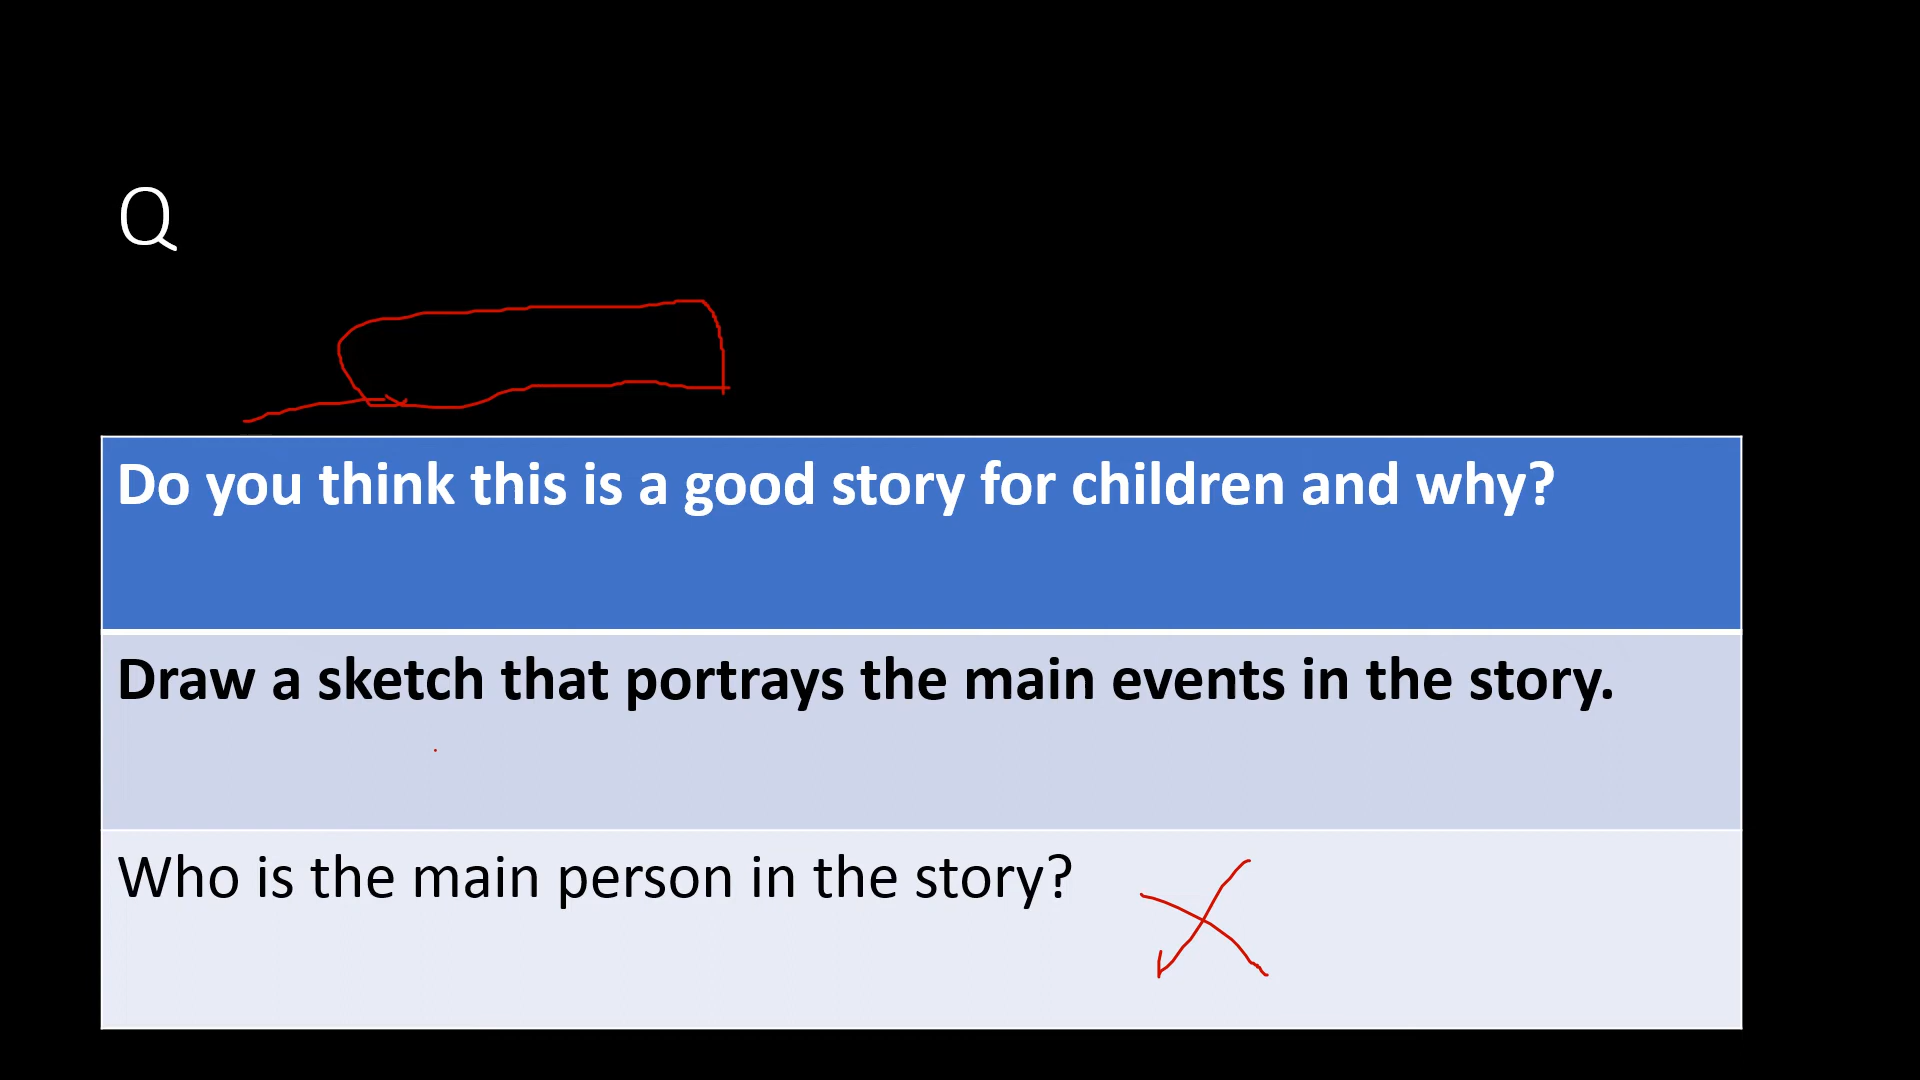 Q
Do you think this is a good story for children and why?
Draw a sketch that portrays the main events in the story.
Who is the main person in the story?